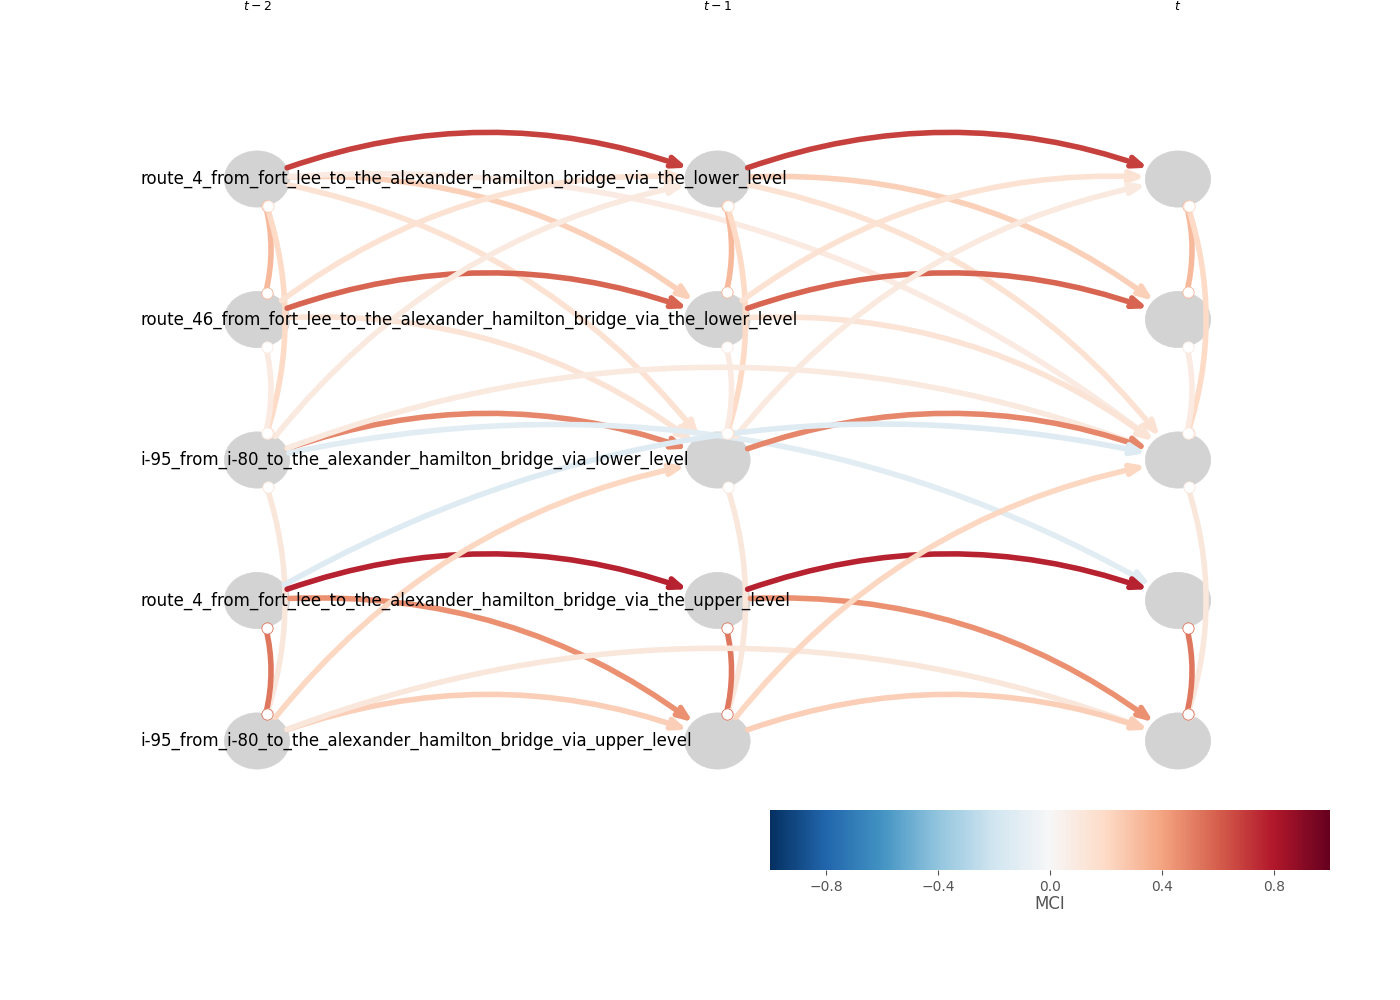 t − 2 t − 1 t
route_4_from_fort_lee_to_the_alexander_hamilton_bridge_via_the_lower_level
route_46_from_fort_lee_to_the_alexander_hamilton_bridge_via_the_lower_level
i-95_from_i-80_to_the_alexander_hamilton_bridge_via_lower_level
route_4_from_fort_lee_to_the_alexander_hamilton_bridge_via_the_upper_level
i-95_from_i-80_to_the_alexander_hamilton_bridge_via_upper_level
−0.8 −0.4 0.0 0.4 0.8
MCI